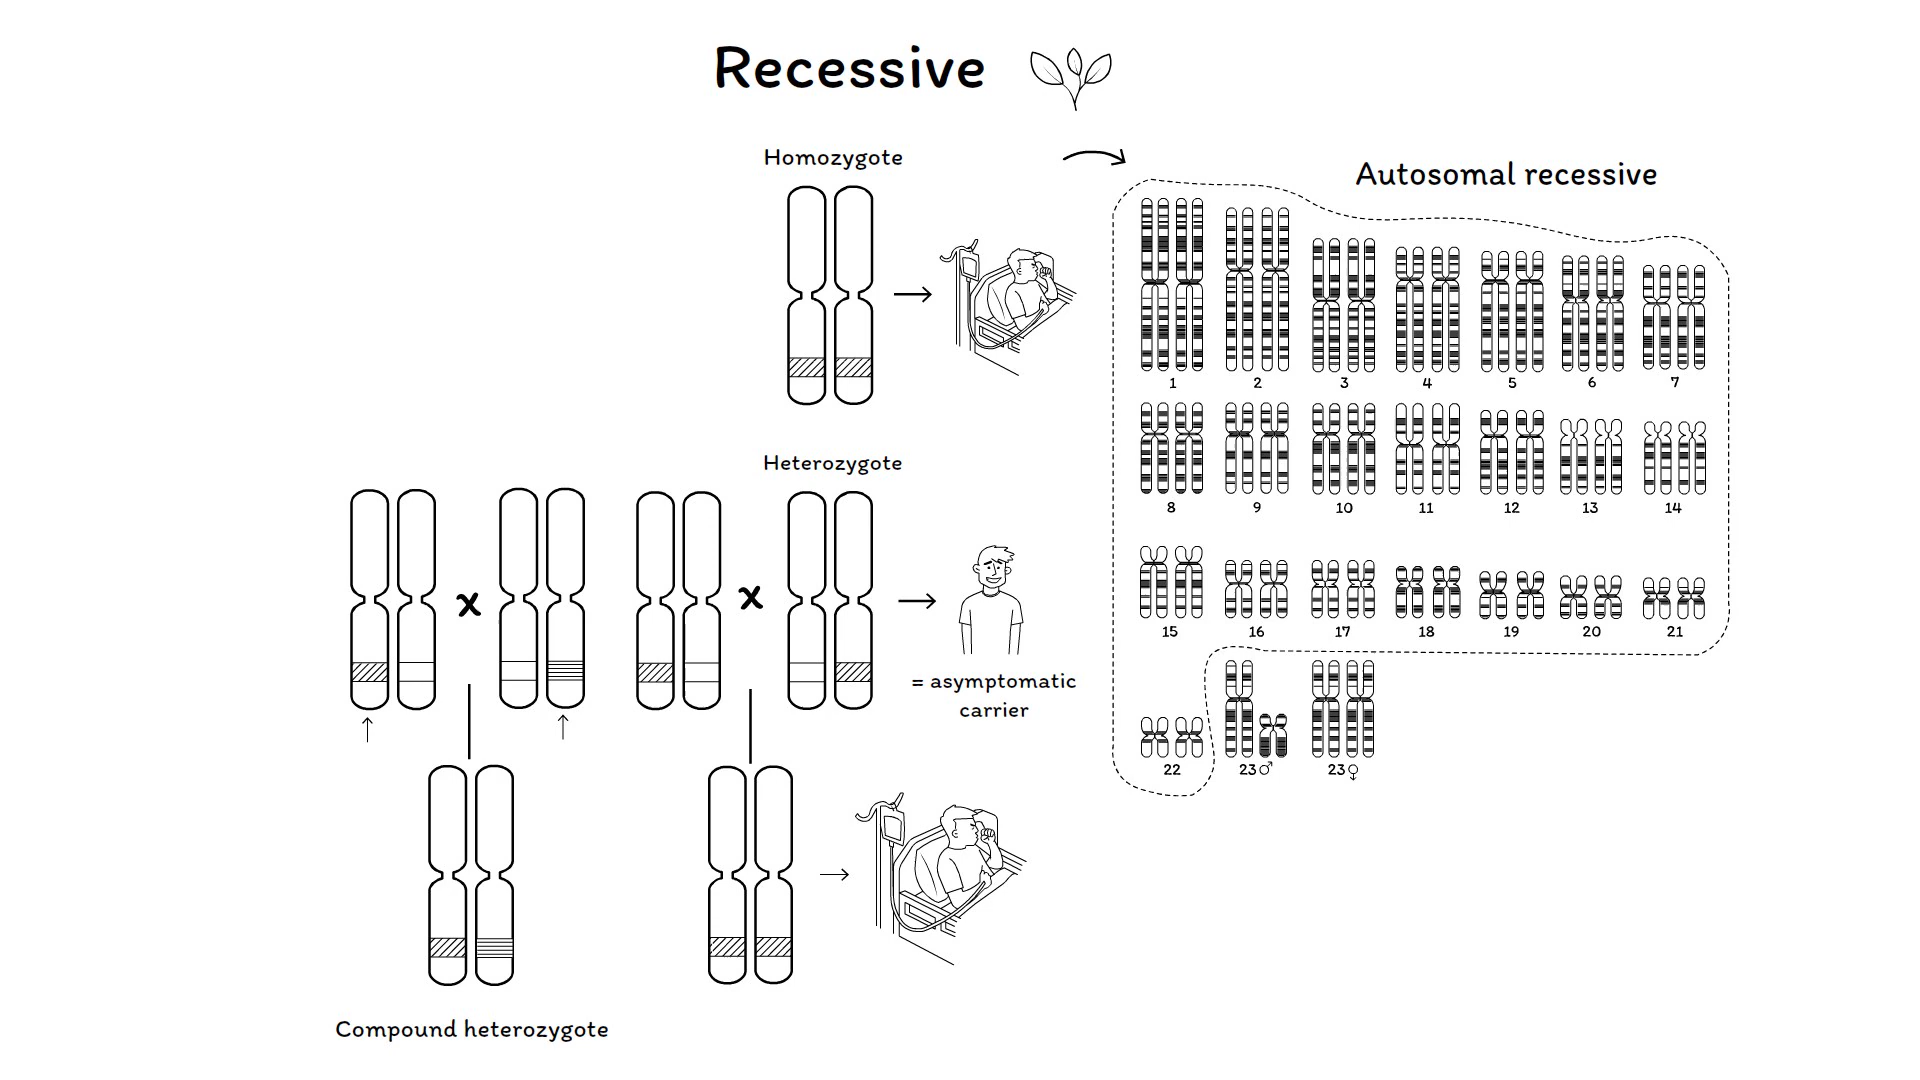 Recessive
Homozygote
Autosomal recessive
1 2 3 4 5 6 7
Heterozygote
8 9 10 11 12 13 14
x x
= asymptomatic
carrier
15 16 17 18 19 20 21
22 23♂ 23♀
Compound heterozygote